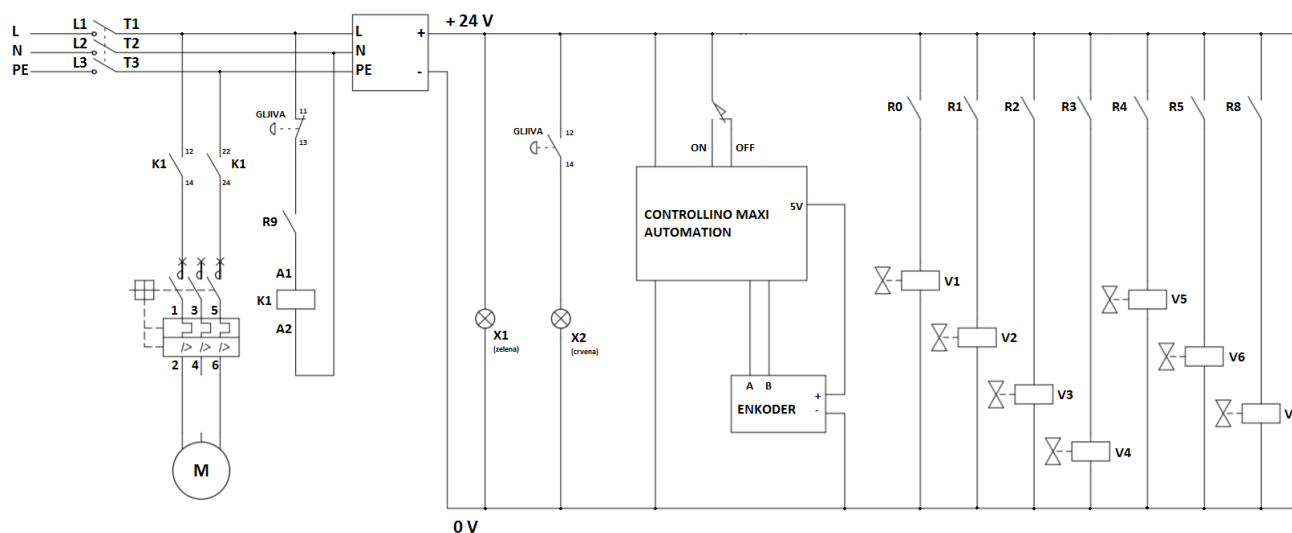 + 24 V
L L1 T1 L +
N L2 T2 N
PE L3 T3 PE -
GLJIVA 11
13
K1 12
14
22 K1
24
R9
A1
K1
A2
1 3 5
2 4 6
M
GLJIVA 12
14
X1
(zelena)
X2
(crvena)
ON OFF
CONTROLLINO MAXI
AUTOMATION
5V
A B
ENKODER
+
-
R0 R1 R2 R3 R4 R5 R8
V1
V2
V3
V4
V5
V6
V
0 V